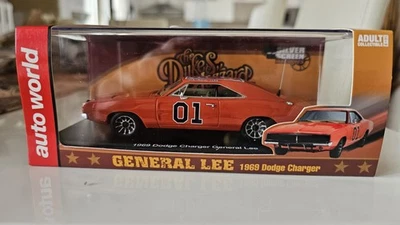 auto world
ADULT
COLLECTIBLE
The
Dukes of Hazzard
SILVER
SCREEN
01
01
1969 Dodge Charger General Lee
GENERAL LEE 1969 Dodge Charger